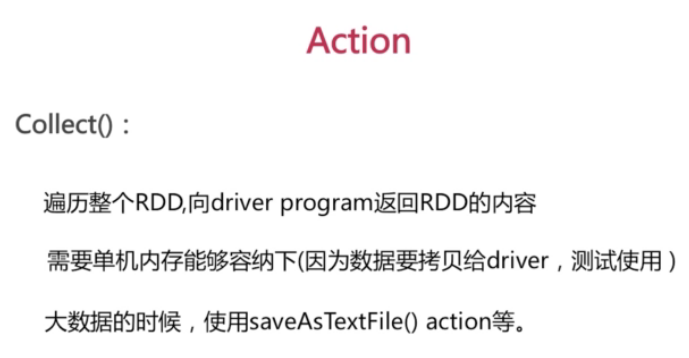 Action
Collect()：
遍历整个RDD,向driver program返回RDD的内容
需要单机内存能够容纳下(因为数据要拷贝给driver，测试使用）
大数据的时候，使用saveAsTextFile() action等。